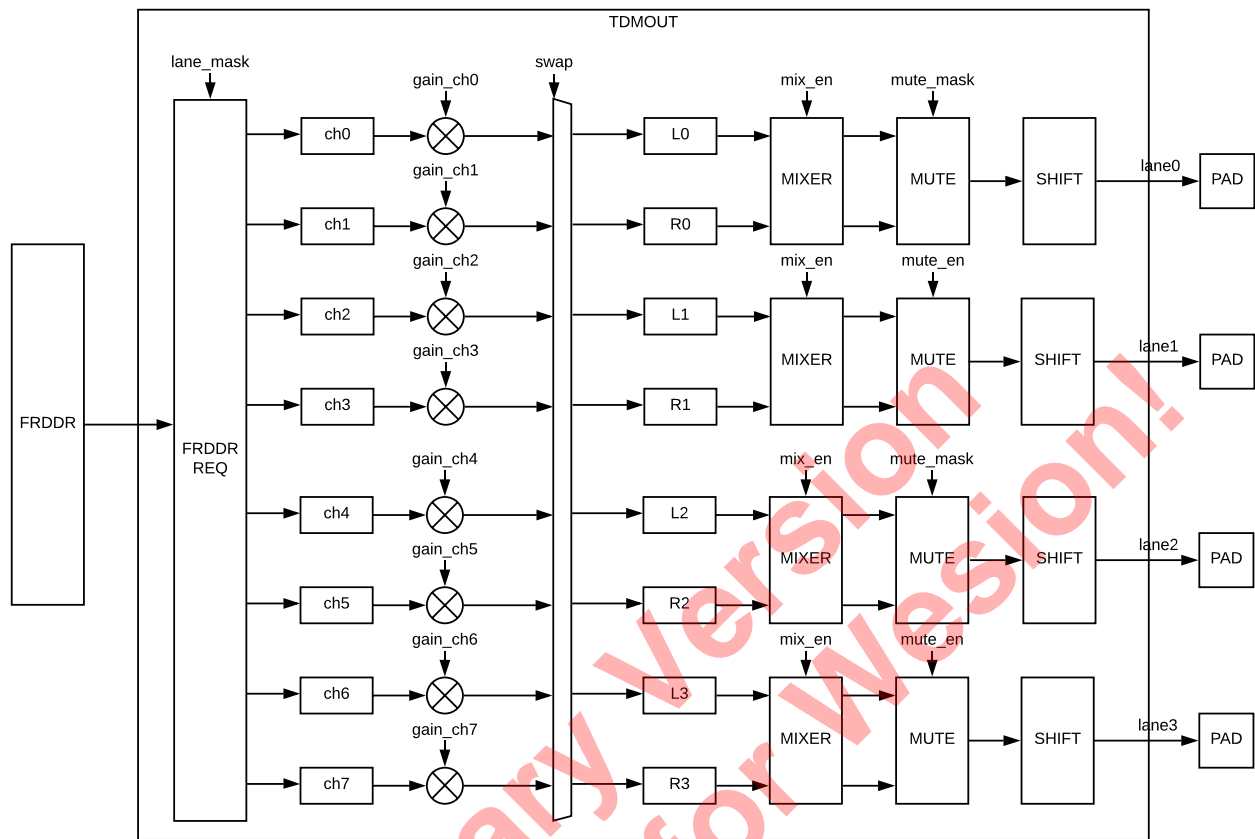 TDMOUT
lane_mask
swap
gain_ch0
mix_en
mute_mask
ch0
L0
MIXER
MUTE
SHIFT
lane0
PAD
gain_ch1
ch1
R0
gain_ch2
mix_en
mute_en
ch2
L1
MIXER
MUTE
SHIFT
lane1
PAD
gain_ch3
ch3
R1
FRDDR
FRDDR
REQ
gain_ch4
mix_en
mute_mask
ch4
L2
MIXER
MUTE
SHIFT
lane2
PAD
gain_ch5
ch5
R2
gain_ch6
mix_en
mute_en
ch6
L3
MIXER
MUTE
SHIFT
lane3
PAD
gain_ch7
ch7
R3
ary Version
for Wesion!